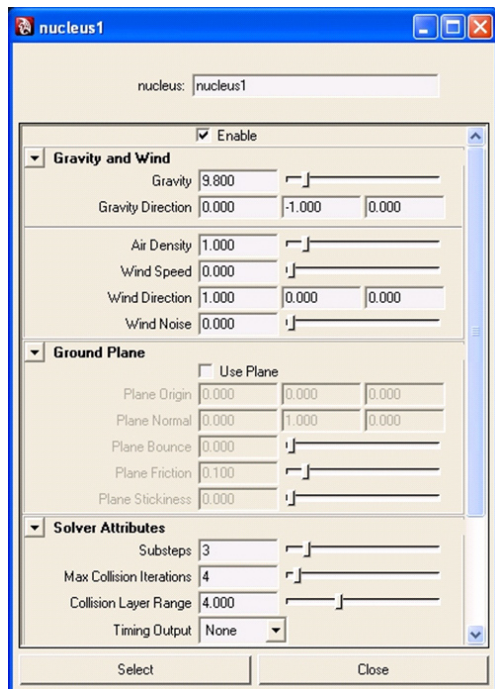 nucleus1
nucleus: nucleus1
Enable
Gravity and Wind
Gravity 9.800
Gravity Direction 0.000 -1.000 0.000
Air Density 1.000
Wind Speed 0.000
Wind Direction 1.000 0.000 0.000
Wind Noise 0.000
Ground Plane
Use Plane
Plane Origin 0.000 0.000 0.000
Plane Normal 0.000 1.000 0.000
Plane Bounce 0.000
Plane Friction 0.100
Plane Stickiness 0.000
Solver Attributes
Substeps 3
Max Collision Iterations 4
Collision Layer Range 4.000
Timing Output None
Select Close